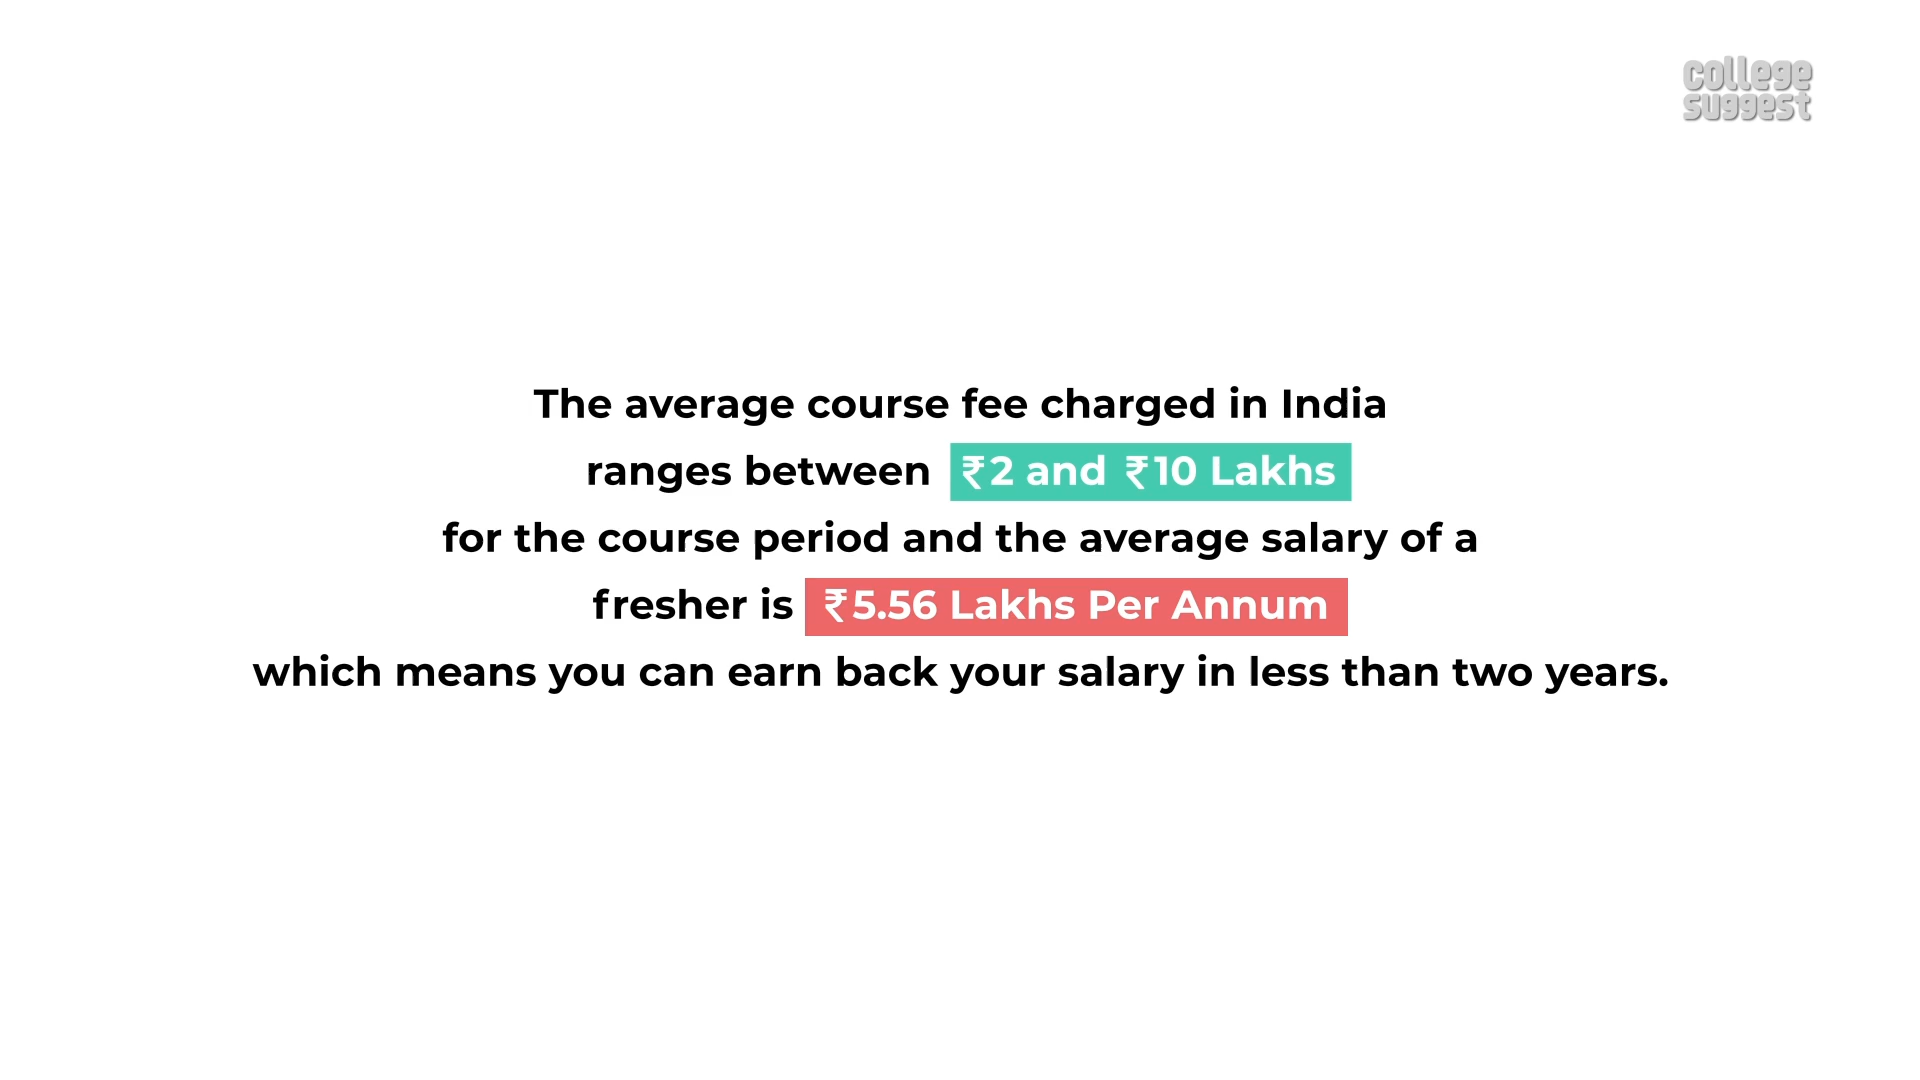 college
suggest
The average course fee charged in India
ranges between ₹2 and ₹10 Lakhs
for the course period and the average salary of a
fresher is ₹5.56 Lakhs Per Annum
which means you can earn back your salary in less than two years.